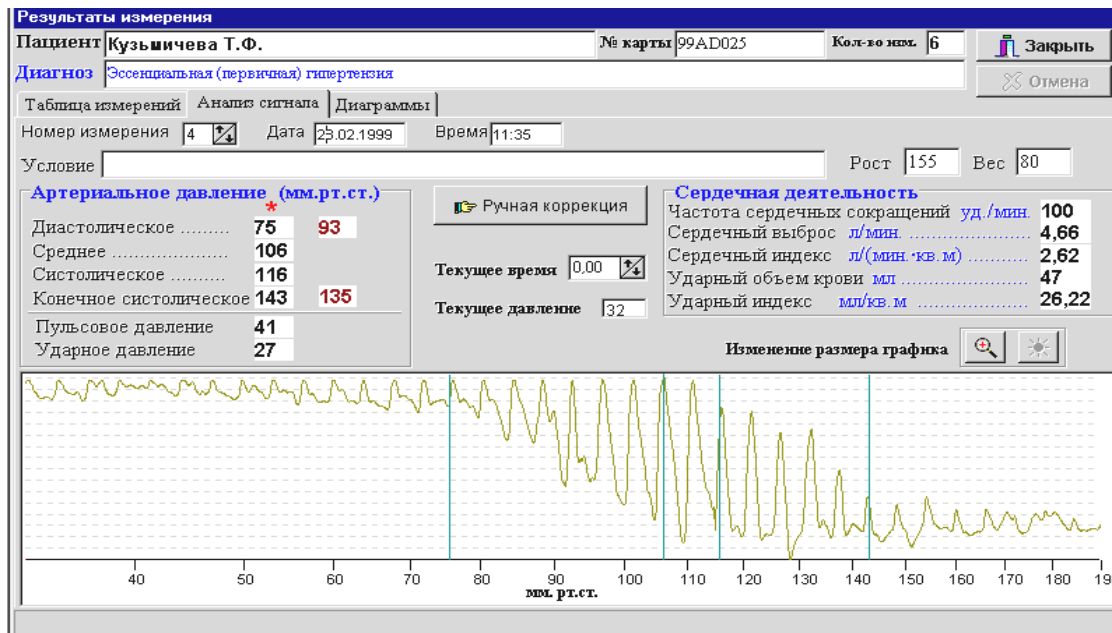 Результаты измерения
Пациент Кузьмичева Т.Ф. № карты 99AD025 Кол-во изм. 6 Закрыть
Диагноз Эссенциальная (первичная) гипертензия Отмена
Таблица измерений Анализ сигнала Диаграммы
Номер измерения 4 Дата 23.02.1999 Время 11:35
Условие Рост 155 Вес 80
Артериальное давление (мм.рт.ст.)
*
Диастолическое ......... 75 93
Среднее .................... 106
Систолическое ........... 116
Конечное систолическое 143 135
Пульсовое давление 41
Ударное давление 27
Ручная коррекция
Текущее время 0,00
Текущее давление 32
Сердечная деятельность
Частота сердечных сокращений уд./мин. 100
Сердечный выброс л/мин. ...................... 4,66
Сердечный индекс л/(мин.·кв.м) ........... 2,62
Ударный объем крови мл ....................... 47
Ударный индекс мл/кв.м .................... 26,22
Изменение размера графика
40 50 60 70 80 90 100 110 120 130 140 150 160 170 180 19
мм. рт.ст.